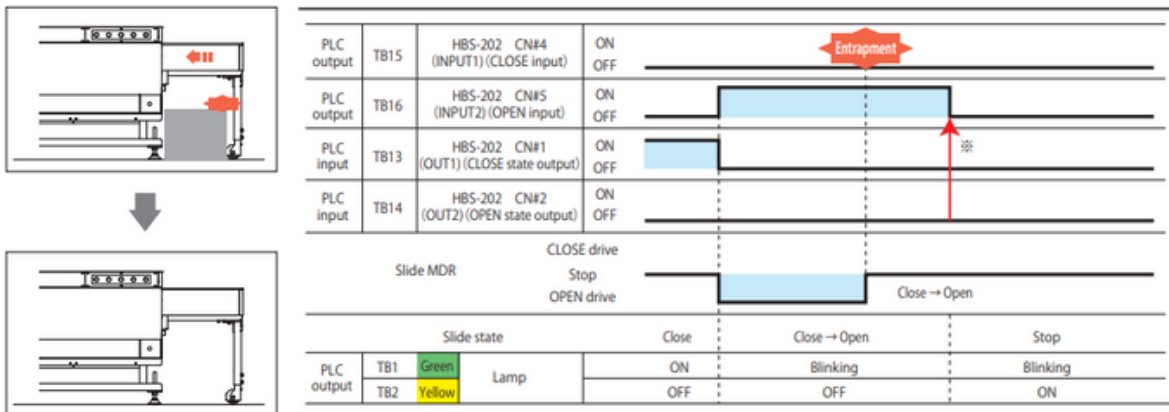 PLC output TB15 HBS-202 CN#4 (INPUT1) (CLOSE input) ON OFF
Entrapment
PLC output TB16 HBS-202 CN#5 (INPUT2) (OPEN input) ON OFF
PLC input TB13 HBS-202 CN#1 (OUT1) (CLOSE state output) ON OFF
※
PLC input TB14 HBS-202 CN#2 (OUT2) (OPEN state output) ON OFF
Slide MDR
CLOSE drive
Stop
OPEN drive
Close → Open
Slide state Close Close → Open Stop
PLC output
TB1 Green Lamp ON Blinking Blinking
TB2 Yellow OFF OFF ON